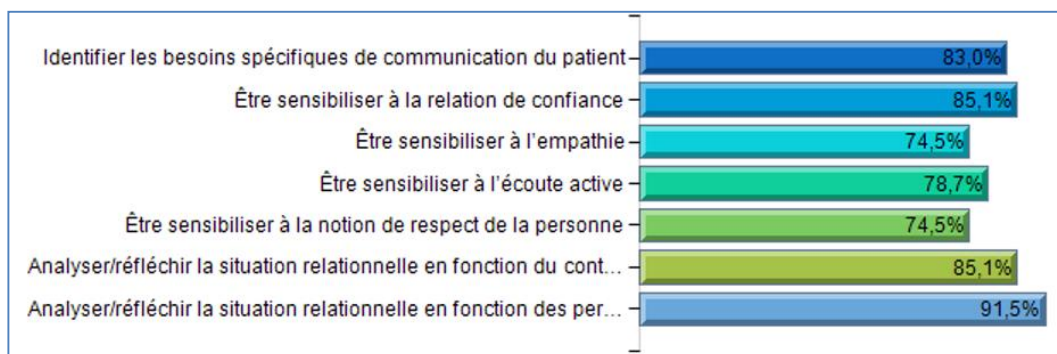 Identifier les besoins spécifiques de communication du patient 83,0%
Être sensibiliser à la relation de confiance 85,1%
Être sensibiliser à l'empathie 74,5%
Être sensibiliser à l'écoute active 78,7%
Être sensibiliser à la notion de respect de la personne 74,5%
Analyser/réfléchir la situation relationnelle en fonction du cont... 85,1%
Analyser/réfléchir la situation relationnelle en fonction des per... 91,5%